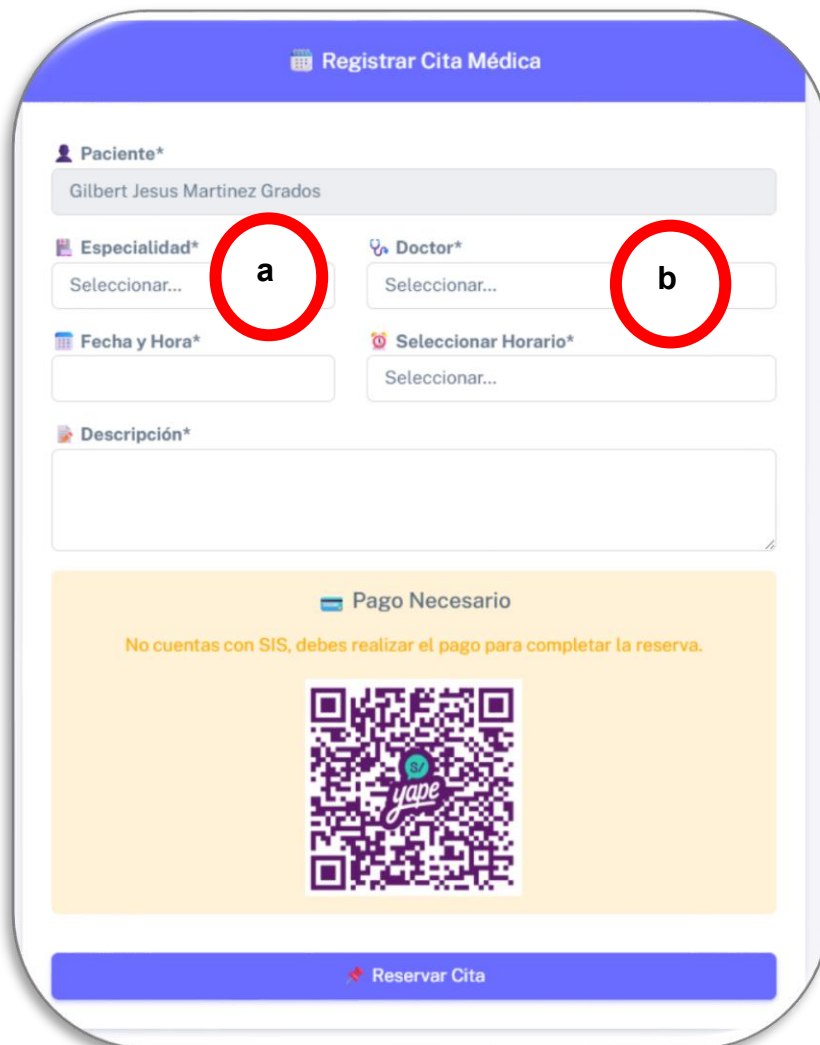 Registrar Cita Médica
Paciente*
Gilbert Jesus Martinez Grados
Especialidad* Doctor*
Seleccionar... a Seleccionar... b
Fecha y Hora* Seleccionar Horario*
Seleccionar...
Descripción*
Pago Necesario
No cuentas con SIS, debes realizar el pago para completar la reserva.
S/
yape
Reservar Cita